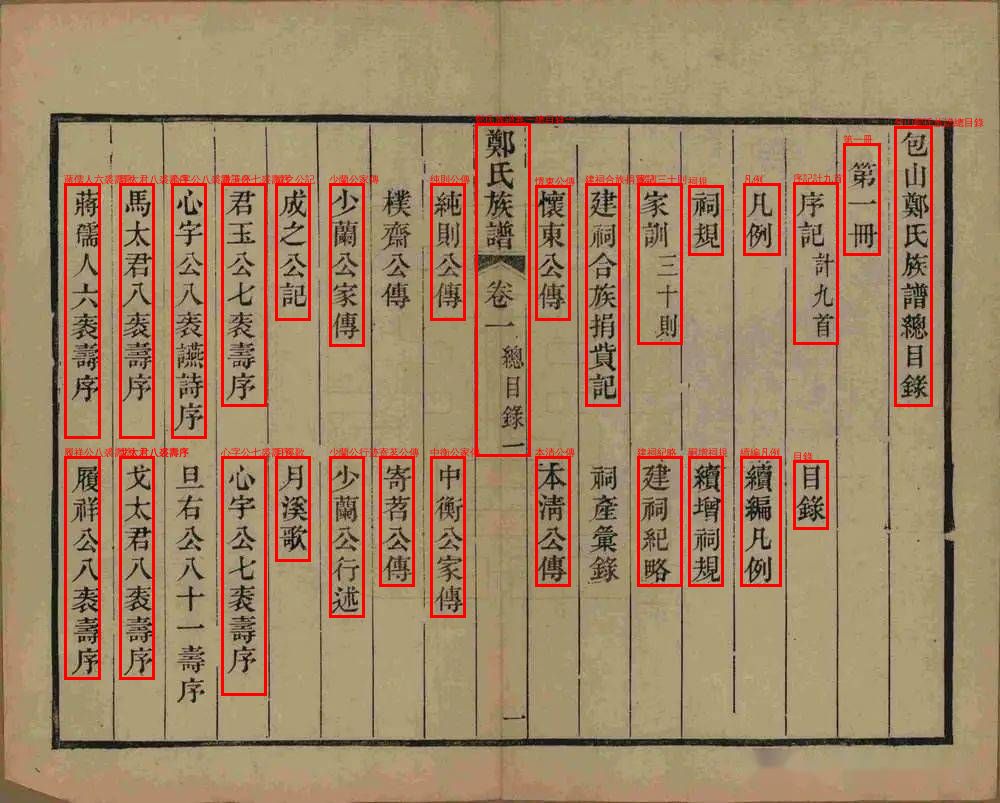 包山鄭氏族譜總目錄
第一冊
序記計九首
目錄
凡例
續編凡例
祠規
續增祠規
家訓三十則
建祠紀略
建祠合族捐貲記
祠產彙錄
懷東公傳
本淸公傳
鄭氏族譜 卷一 總目錄 一
一
純則公傳
中衡公家傳
樸齋公傳
寄茗公傳
少蘭公家傳
少蘭公行述
成之公記
月溪歌
君玉公七袠壽序
心宇公七袠壽序
心宇公八袠讌詩序
旦右公八十一壽序
馬太君八袠壽序
戈太君八袠壽序
蔣儒人六袠壽序
履祥公八袠壽序